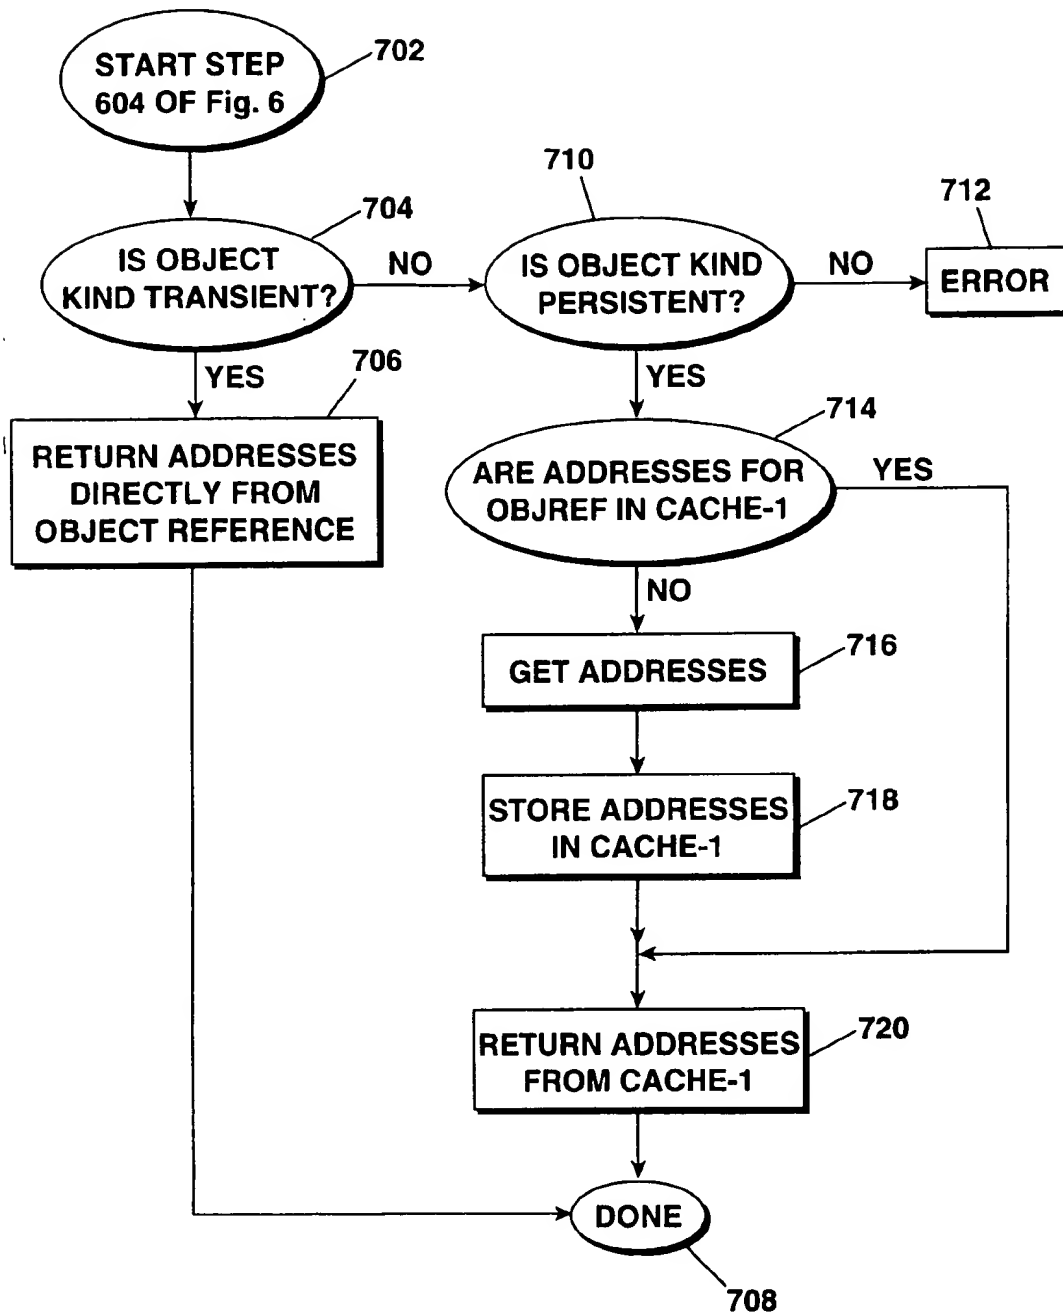 START STEP
604 OF Fig. 6
702
IS OBJECT
KIND TRANSIENT?
704
NO
IS OBJECT KIND
PERSISTENT?
710
NO
ERROR
712
YES
RETURN ADDRESSES
DIRECTLY FROM
OBJECT REFERENCE
706
YES
ARE ADDRESSES FOR
OBJREF IN CACHE-1
714
YES
NO
GET ADDRESSES
716
STORE ADDRESSES
IN CACHE-1
718
RETURN ADDRESSES
FROM CACHE-1
720
DONE
708